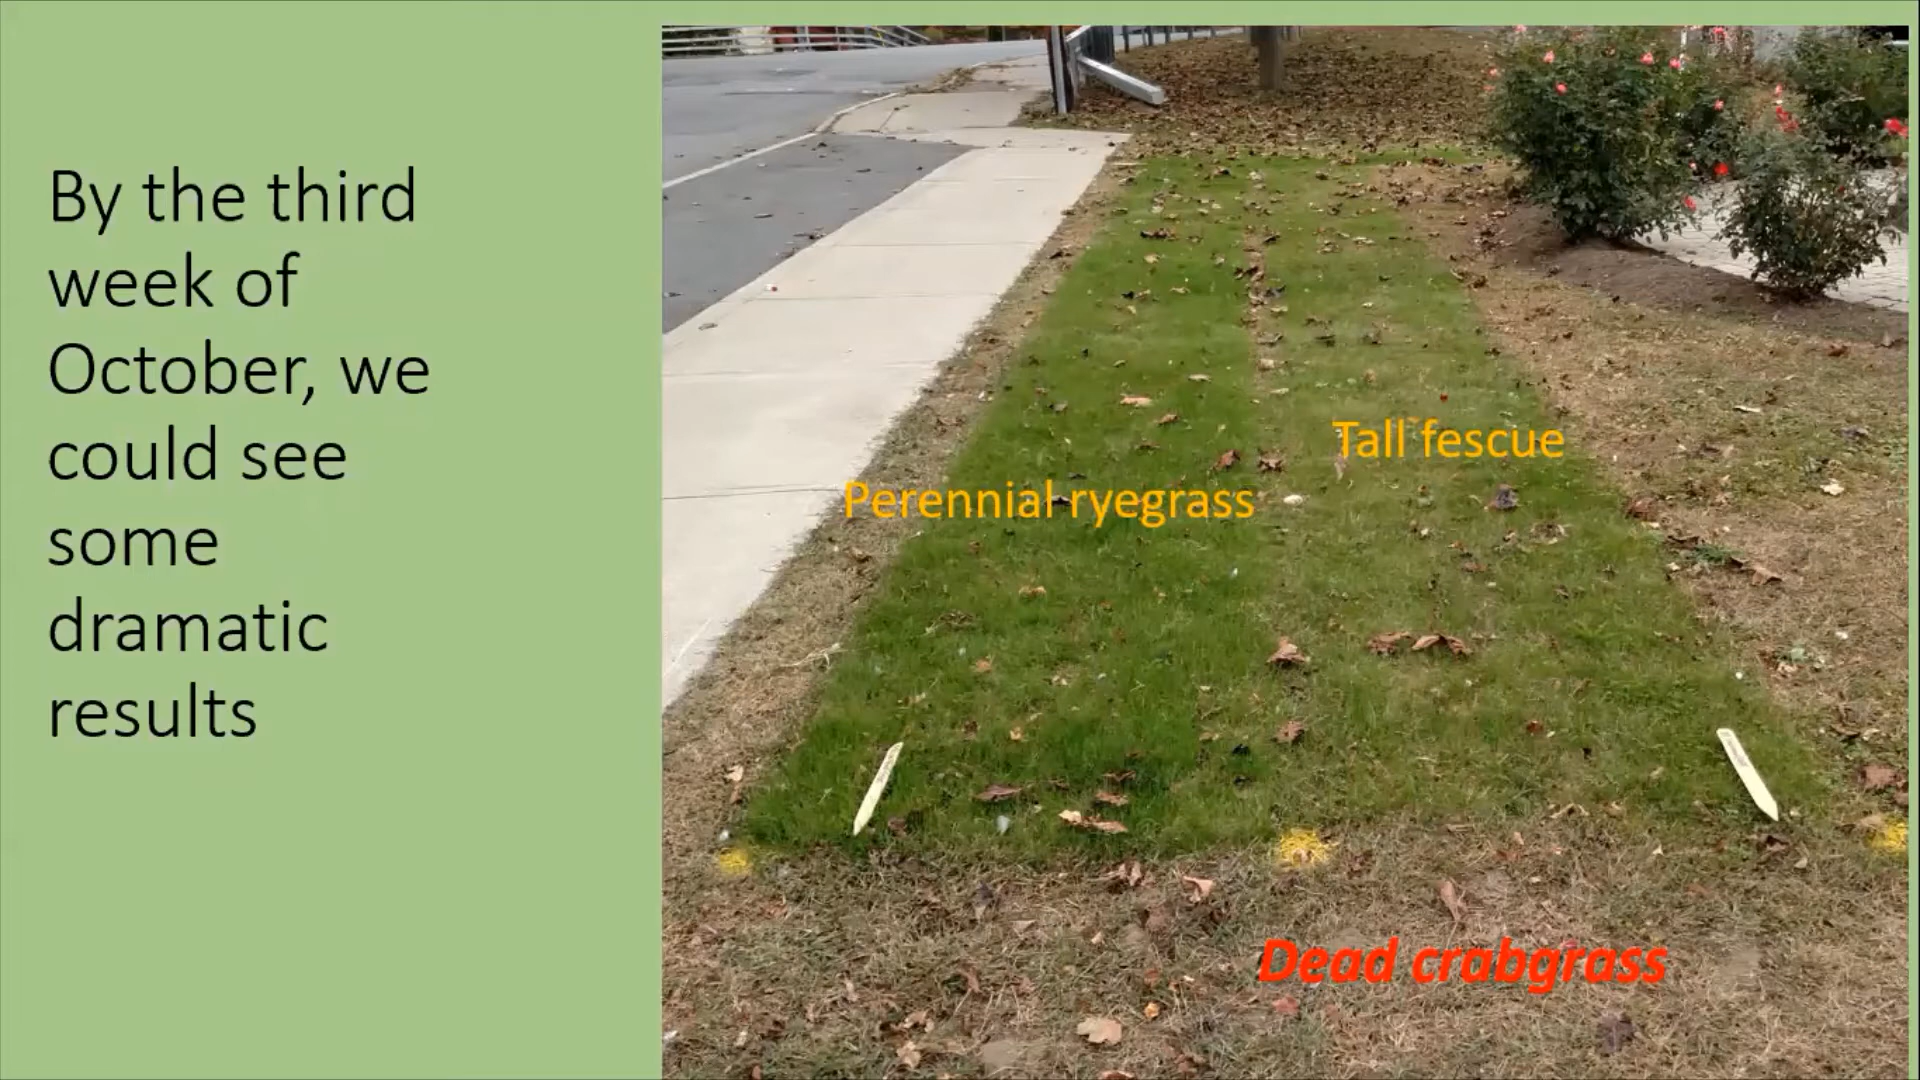 By the third
week of
October, we
could see
some
dramatic
results
Tall fescue
Perennial ryegrass
Dead crabgrass